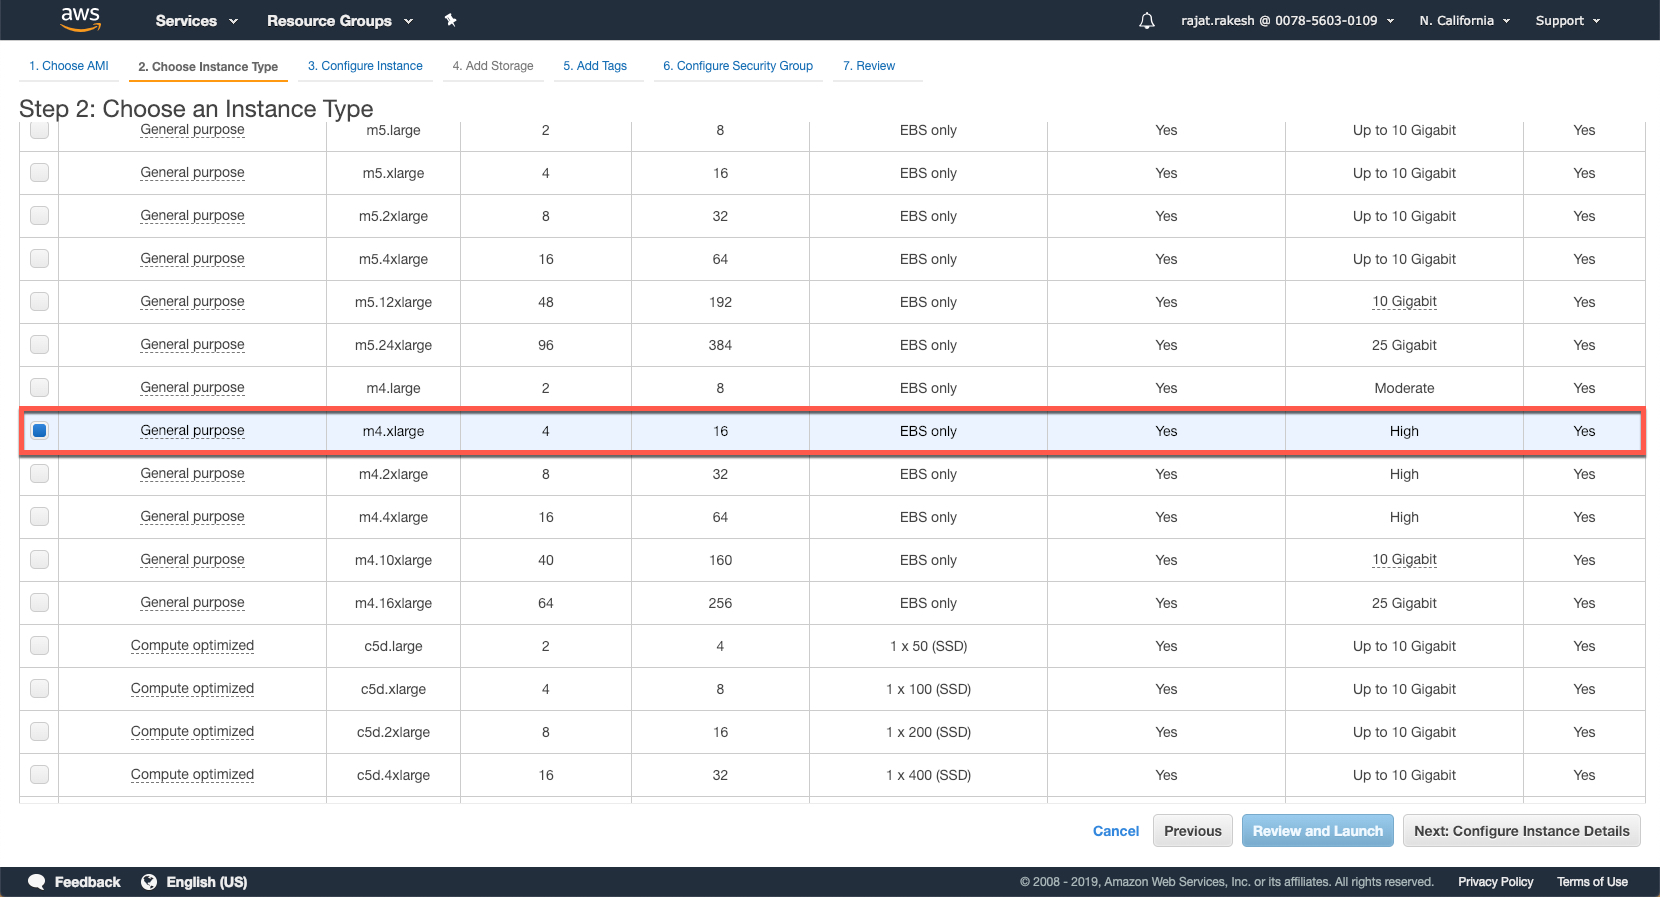 aws Services Resource Groups rajat.rakesh @ 0078-5603-0109 N. California Support
1. Choose AMI 2. Choose Instance Type 3. Configure Instance 4. Add Storage 5. Add Tags 6. Configure Security Group 7. Review
Step 2: Choose an Instance Type
General purpose m5.large 2 8 EBS only Yes Up to 10 Gigabit Yes
General purpose m5.xlarge 4 16 EBS only Yes Up to 10 Gigabit Yes
General purpose m5.2xlarge 8 32 EBS only Yes Up to 10 Gigabit Yes
General purpose m5.4xlarge 16 64 EBS only Yes Up to 10 Gigabit Yes
General purpose m5.12xlarge 48 192 EBS only Yes 10 Gigabit Yes
General purpose m5.24xlarge 96 384 EBS only Yes 25 Gigabit Yes
General purpose m4.large 2 8 EBS only Yes Moderate Yes
General purpose m4.xlarge 4 16 EBS only Yes High Yes
General purpose m4.2xlarge 8 32 EBS only Yes High Yes
General purpose m4.4xlarge 16 64 EBS only Yes High Yes
General purpose m4.10xlarge 40 160 EBS only Yes 10 Gigabit Yes
General purpose m4.16xlarge 64 256 EBS only Yes 25 Gigabit Yes
Compute optimized c5d.large 2 4 1 x 50 (SSD) Yes Up to 10 Gigabit Yes
Compute optimized c5d.xlarge 4 8 1 x 100 (SSD) Yes Up to 10 Gigabit Yes
Compute optimized c5d.2xlarge 8 16 1 x 200 (SSD) Yes Up to 10 Gigabit Yes
Compute optimized c5d.4xlarge 16 32 1 x 400 (SSD) Yes Up to 10 Gigabit Yes
Cancel Previous Review and Launch Next: Configure Instance Details
Feedback English (US) © 2008 - 2019, Amazon Web Services, Inc. or its affiliates. All rights reserved. Privacy Policy Terms of Use